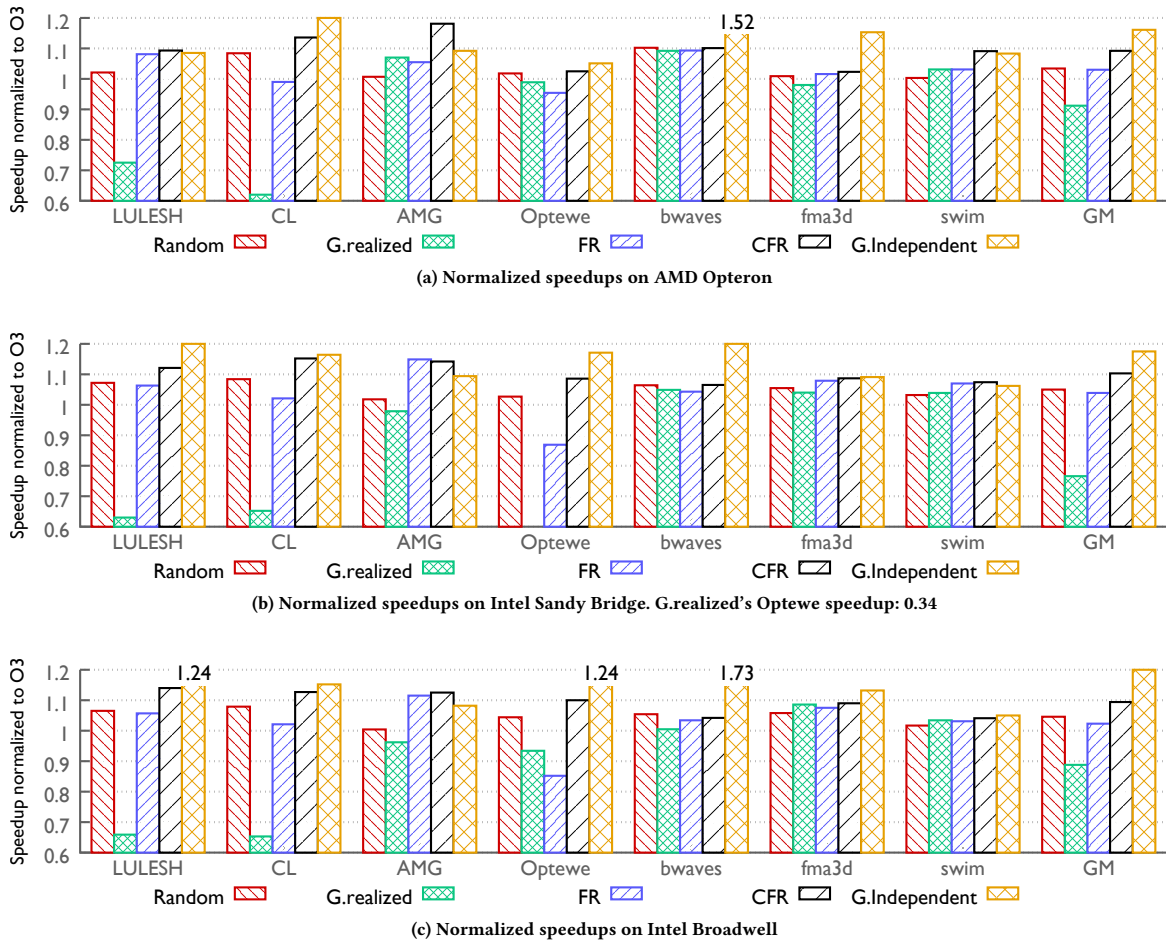 Speedup normalized to O3
1.2
1.1
1
0.9
0.8
0.7
0.6
1.52
LULESH CL AMG Optewe bwaves fma3d swim GM
Random G.realized FR CFR G.Independent
(a) Normalized speedups on AMD Opteron
Speedup normalized to O3
1.2
1.1
1
0.9
0.8
0.7
0.6
LULESH CL AMG Optewe bwaves fma3d swim GM
Random G.realized FR CFR G.Independent
(b) Normalized speedups on Intel Sandy Bridge. G.realized's Optewe speedup: 0.34
Speedup normalized to O3
1.2
1.1
1
0.9
0.8
0.7
0.6
1.24 1.24 1.73
LULESH CL AMG Optewe bwaves fma3d swim GM
Random G.realized FR CFR G.Independent
(c) Normalized speedups on Intel Broadwell